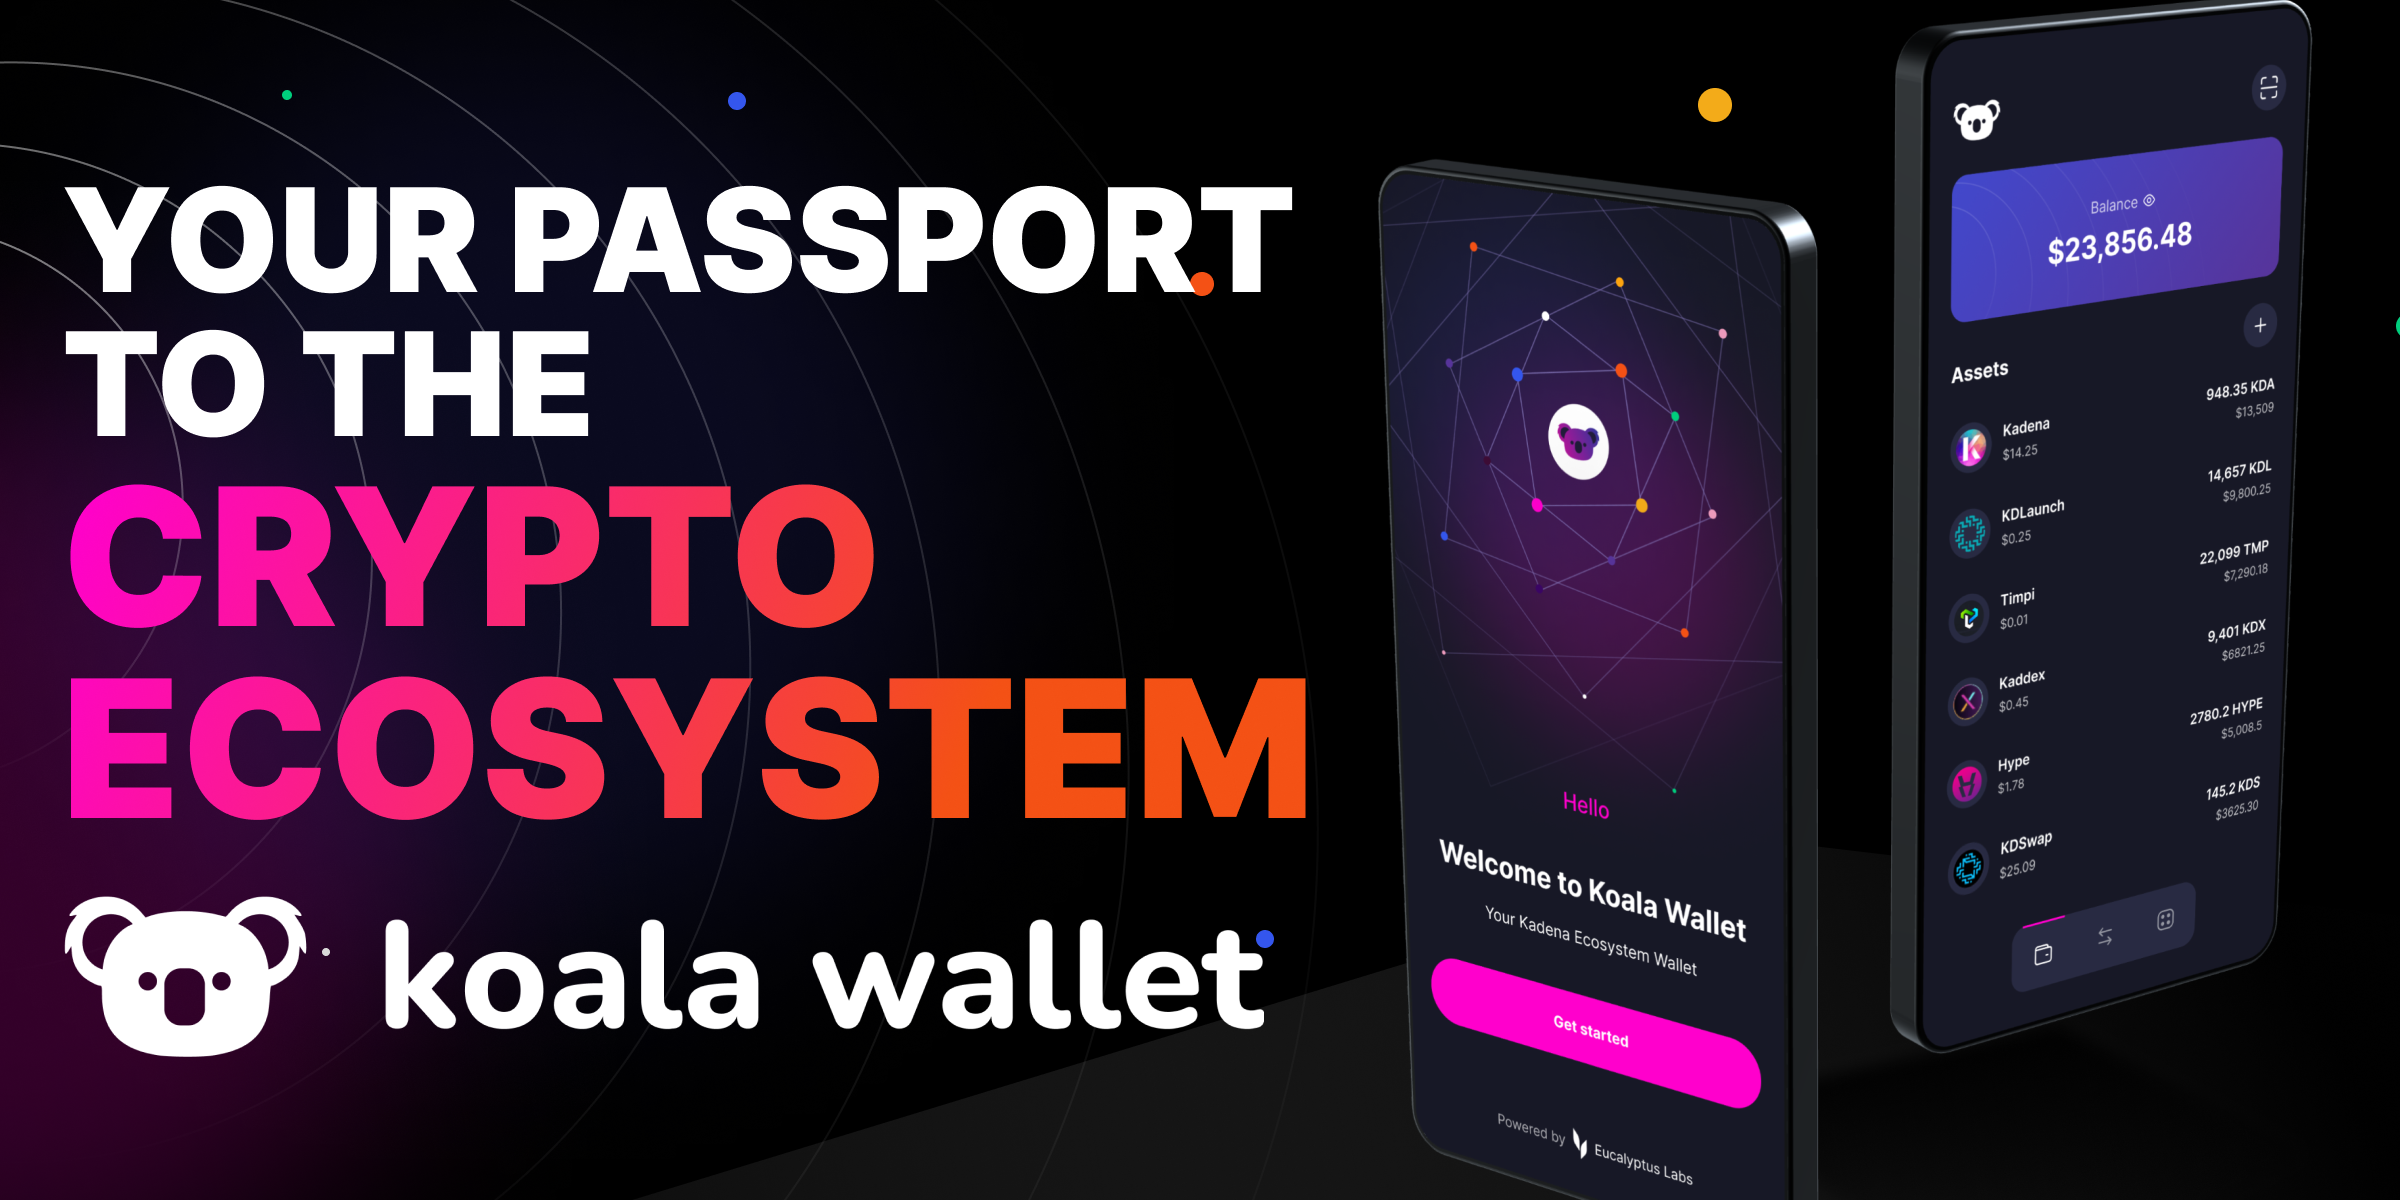 YOUR PASSPORT
TO THE
CRYPTO
ECOSYSTEM
koala wallet
Hello
Welcome to Koala Wallet
Your Kadena Ecosystem Wallet
Get started
Powered by Eucalyptus Labs
Balance
$23,856.48
Assets
Kadena 948.35 KDA
$14.25 $13,509
KDLaunch 14,657 KDL
$0.25 $9,800.25
Timpi 22,099 TMP
$0.01 $7,290.18
Kaddex 9,401 KDX
$0.45 $6821.25
Hype 2780.2 HYPE
$1.78 $5,008.5
KDSwap 145.2 KDS
$25.09 $3625.30